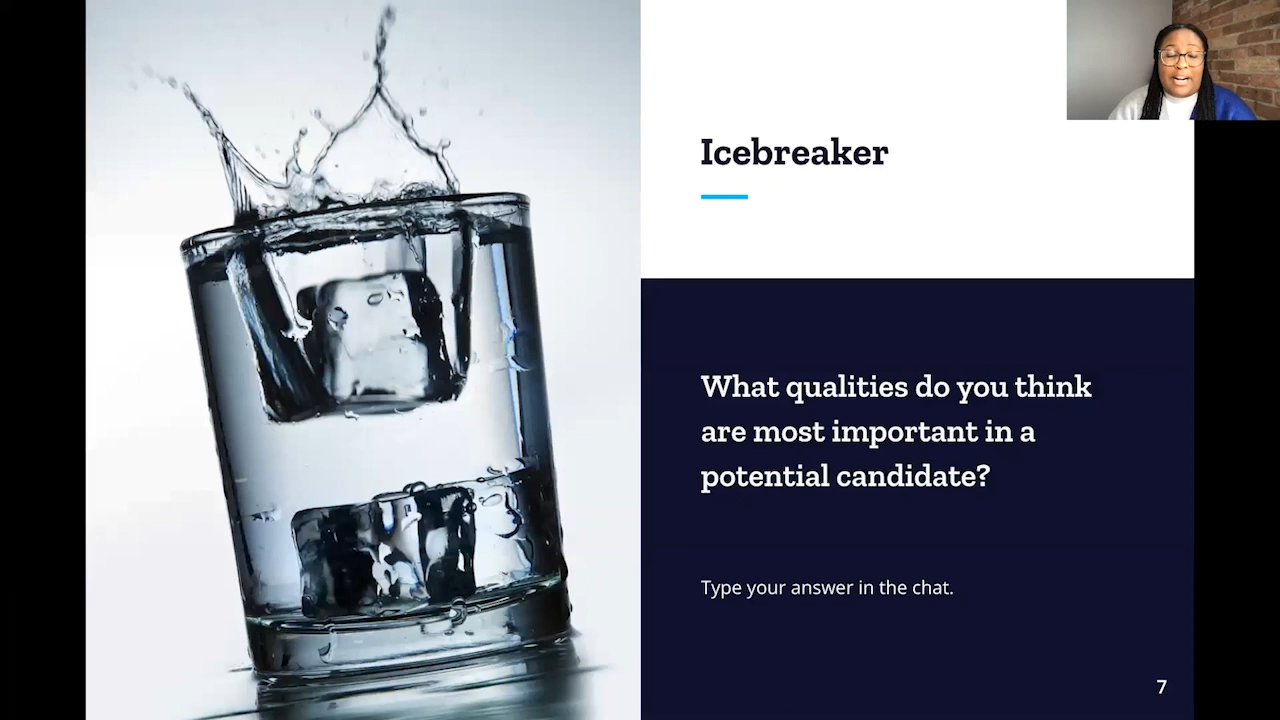 Icebreaker
What qualities do you think
are most important in a
potential candidate?
Type your answer in the chat.
7